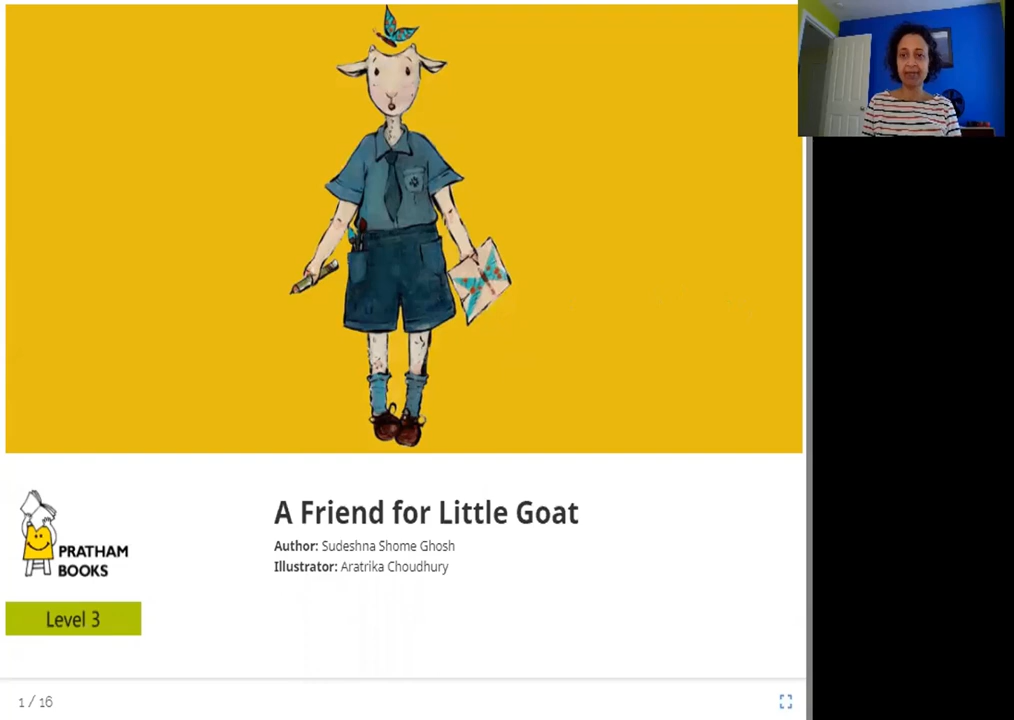 A Friend for Little Goat
Author: Sudeshna Shome Ghosh
Illustrator: Aratrika Choudhury
PRATHAM
BOOKS
Level 3
1 / 16